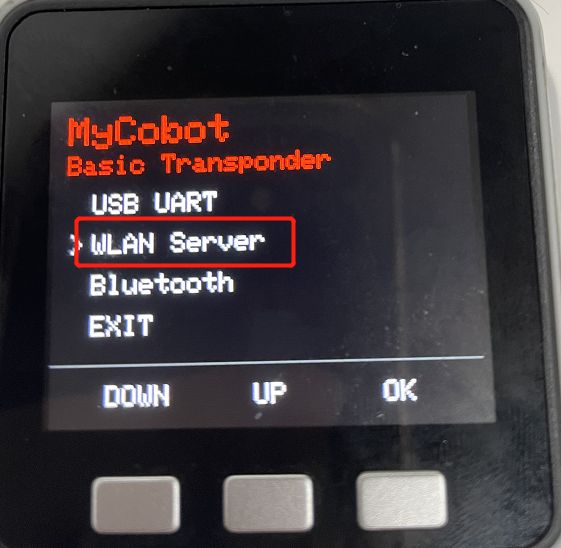 MyCobot
Basic Transponder
USB UART
> WLAN Server
Bluetooth
EXIT
DOWN UP OK